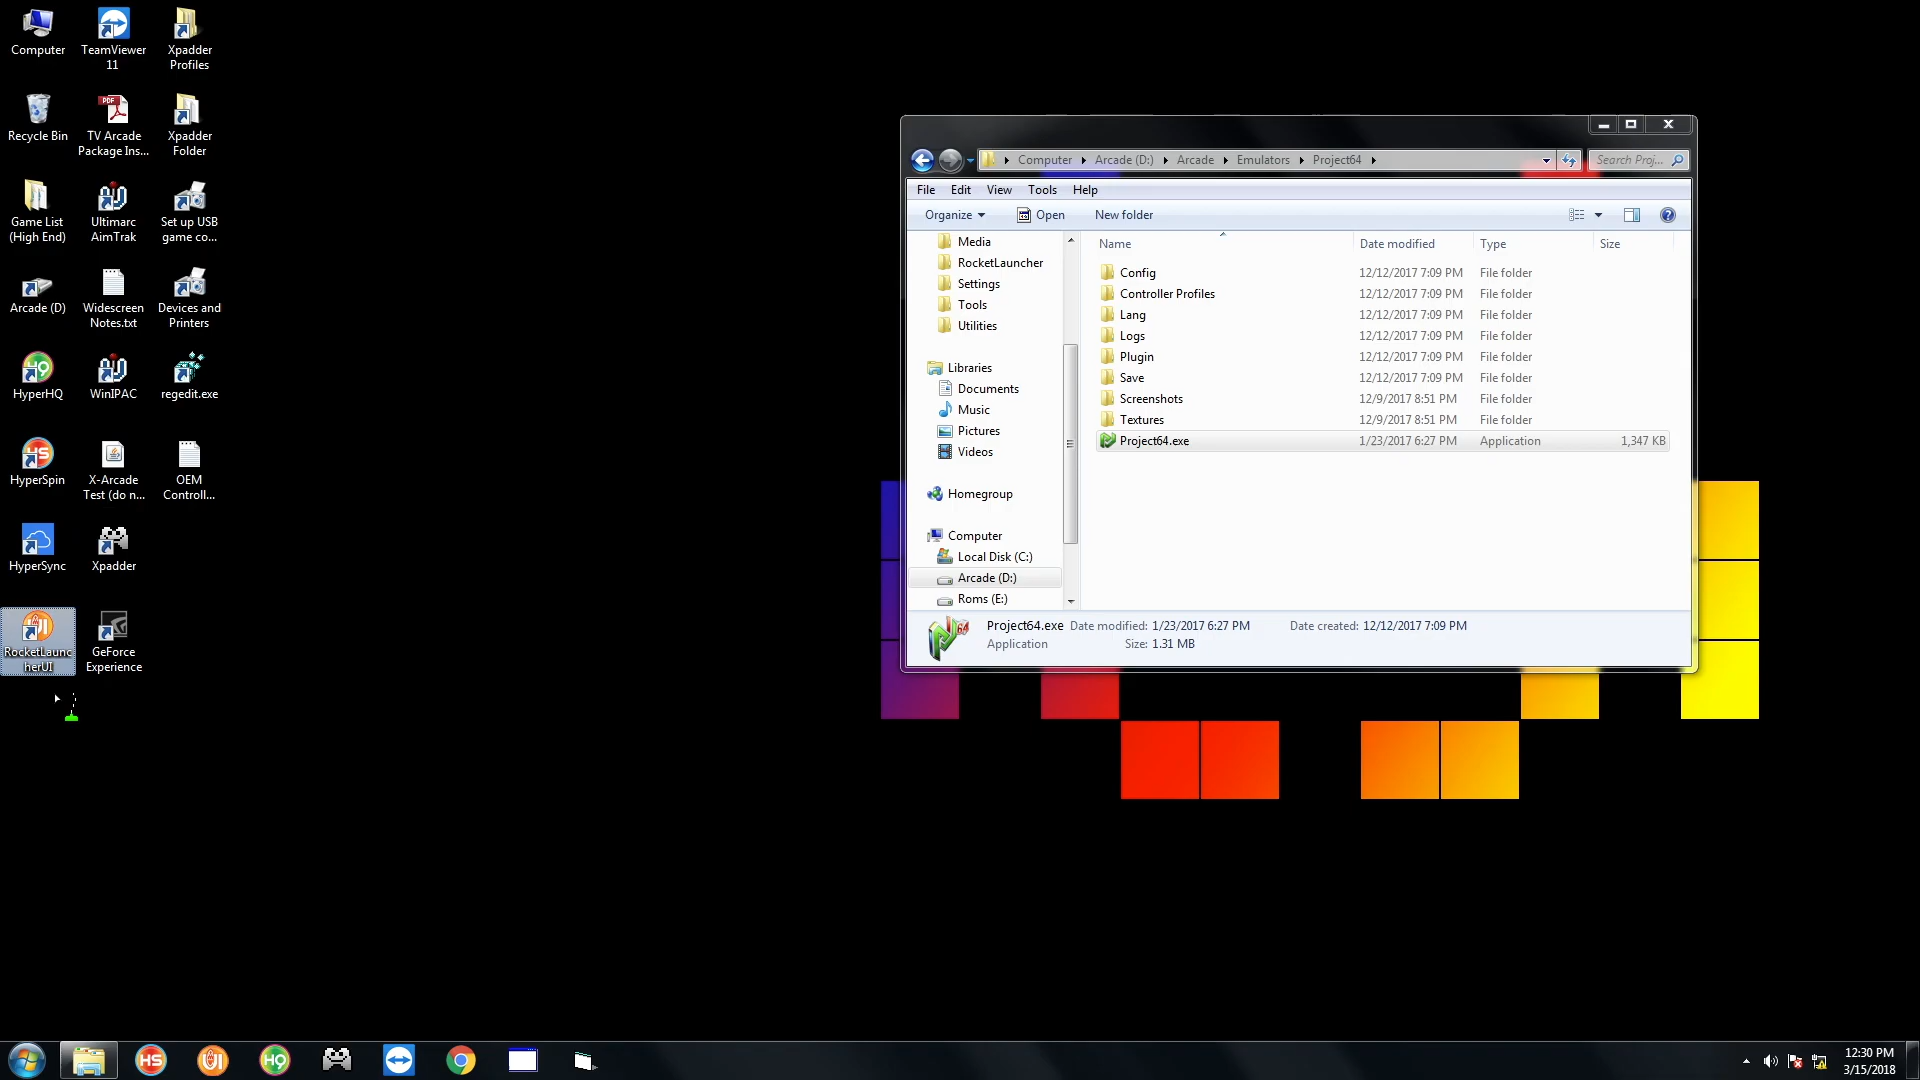 Computer
TeamViewer
11
Xpadder
Profiles
Recycle Bin
TV Arcade
Package Ins...
Xpadder
Folder
Game List
(High End)
Ultimarc
AimTrak
Set up USB
game co...
Arcade (D)
Widescreen
Notes.txt
Devices and
Printers
HyperHQ
WinIPAC
regedit.exe
HyperSpin
X-Arcade
Test (do n...
OEM
Controll...
HyperSync
Xpadder
RocketLaunc
herUI
GeForce
Experience
Computer Arcade (D:) Arcade Emulators Project64
Search Proj...
File Edit View Tools Help
Organize Open New folder
Media
RocketLauncher
Settings
Tools
Utilities
Libraries
Documents
Music
Pictures
Videos
Homegroup
Computer
Local Disk (C:)
Arcade (D:)
Roms (E:)
Name Date modified Type Size
Config 12/12/2017 7:09 PM File folder
Controller Profiles 12/12/2017 7:09 PM File folder
Lang 12/12/2017 7:09 PM File folder
Logs 12/12/2017 7:09 PM File folder
Plugin 12/12/2017 7:09 PM File folder
Save 12/12/2017 7:09 PM File folder
Screenshots 12/9/2017 8:51 PM File folder
Textures 12/9/2017 8:51 PM File folder
Project64.exe 1/23/2017 6:27 PM Application 1,347 KB
Project64.exe Date modified: 1/23/2017 6:27 PM Date created: 12/12/2017 7:09 PM
Application Size: 1.31 MB
12:30 PM
3/15/2018